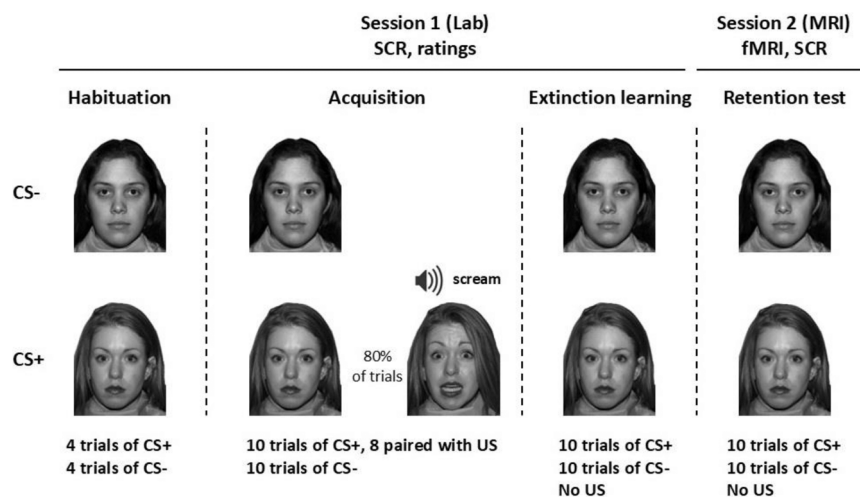 Session 1 (Lab)
SCR, ratings
Session 2 (MRI)
fMRI, SCR
Habituation
Acquisition
Extinction learning
Retention test
CS-
scream
CS+
80%
of trials
4 trials of CS+
4 trials of CS-
10 trials of CS+, 8 paired with US
10 trials of CS-
10 trials of CS+
10 trials of CS-
No US
10 trials of CS+
10 trials of CS-
No US